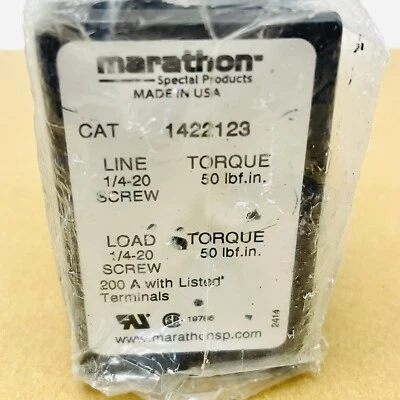 marathon
Special Products
MADE IN USA
CAT 1422123
LINE TORQUE
1/4-20 50 lbf.in.
SCREW
LOAD TORQUE
1/4-20 50 lbf.in.
SCREW
200 A with Listed*
Terminals
19766
2414
www.marathonsp.com